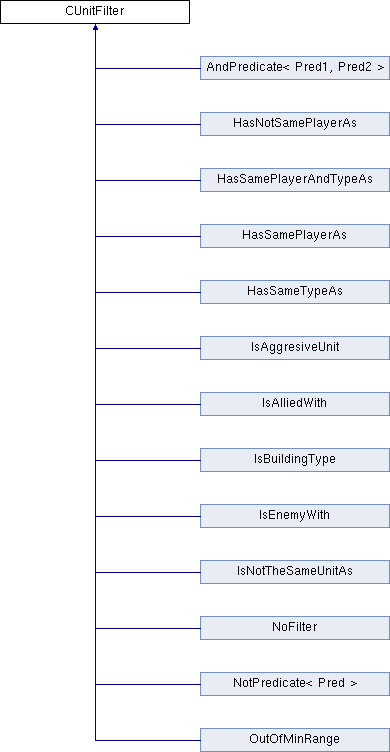 CUnitFilter
AndPredicate< Pred1, Pred2 >
HasNotSamePlayerAs
HasSamePlayerAndTypeAs
HasSamePlayerAs
HasSameTypeAs
IsAggresiveUnit
IsAlliedWith
IsBuildingType
IsEnemyWith
IsNotTheSameUnitAs
NoFilter
NotPredicate< Pred >
OutOfMinRange